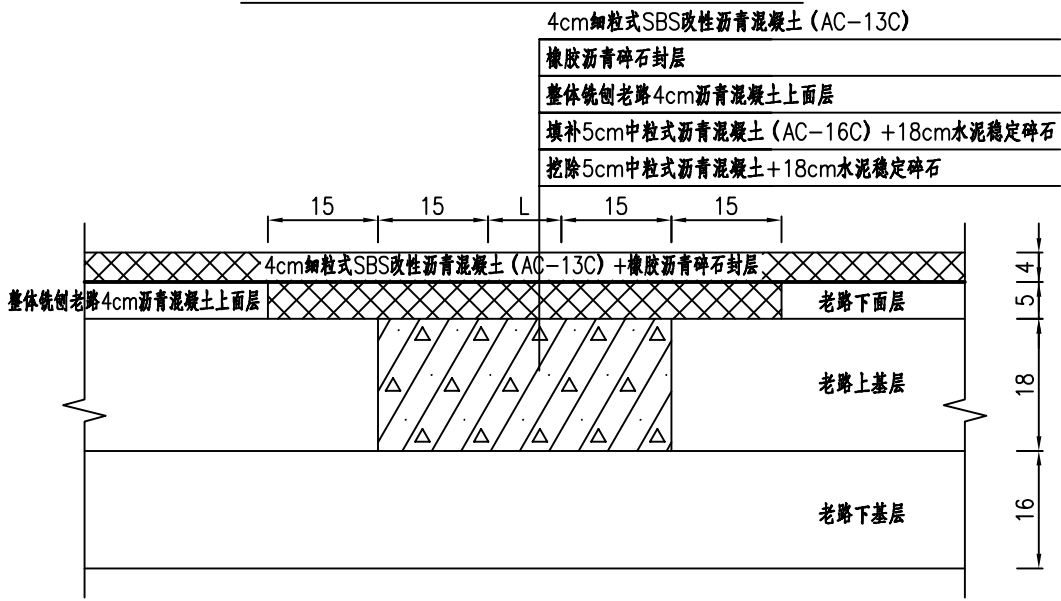 4cm细粒式SBS改性沥青混凝土(AC-13C)
橡胶沥青碎石封层
整体铣刨老路4cm沥青混凝土上面层
填补5cm中粒式沥青混凝土(AC-16C)+18cm水泥稳定碎石
挖除5cm中粒式沥青混凝土+18cm水泥稳定碎石
15 15 L 15 15
4cm细粒式SBS改性沥青混凝土(AC-13C)+橡胶沥青碎石封层 4
整体铣刨老路4cm沥青混凝土上面层 老路下面层 5
老路上基层 18
老路下基层 16